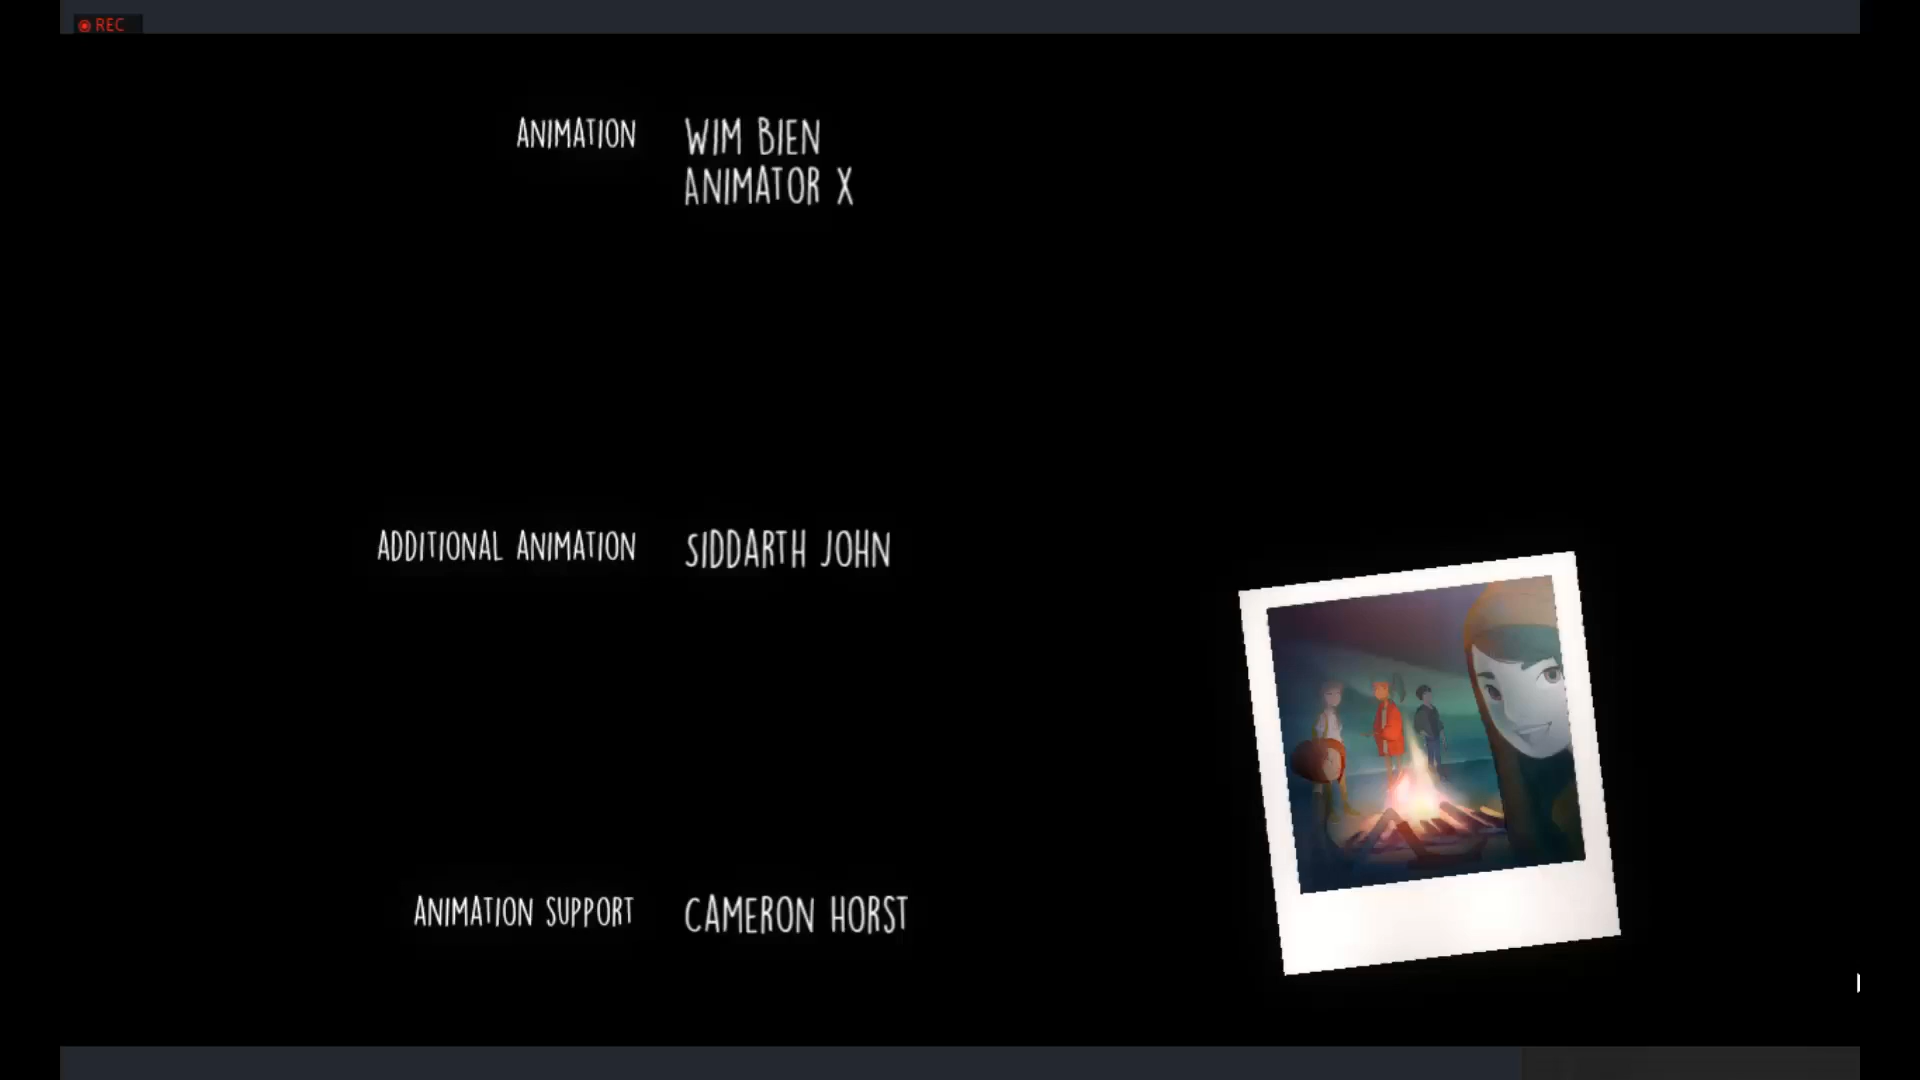 REC
ANIMATION WIM BIEN
ANIMATOR X
ADDITIONAL ANIMATION SIDDARTH JOHN
ANIMATION SUPPORT CAMERON HORST